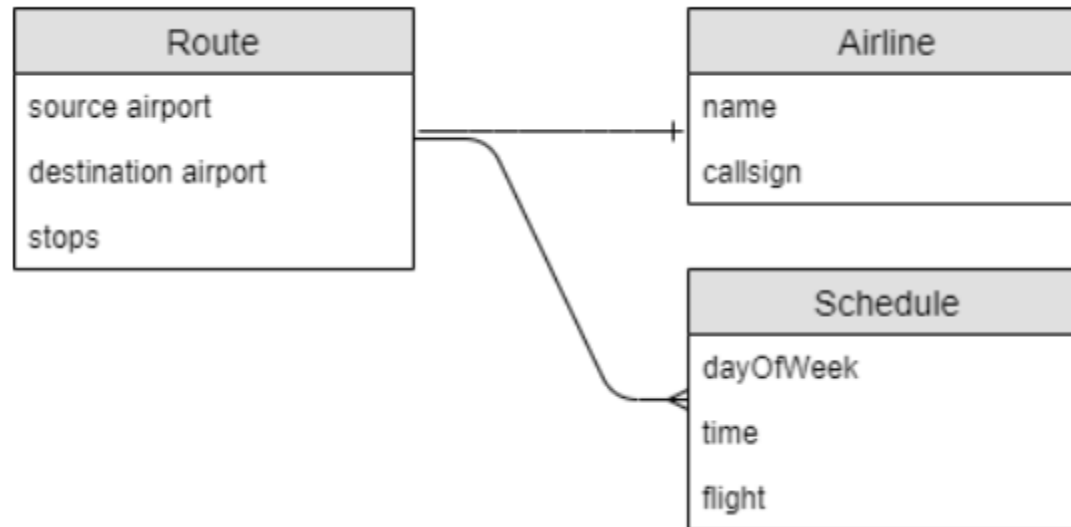 Route
source airport
destination airport
stops
Airline
name
callsign
Schedule
dayOfWeek
time
flight